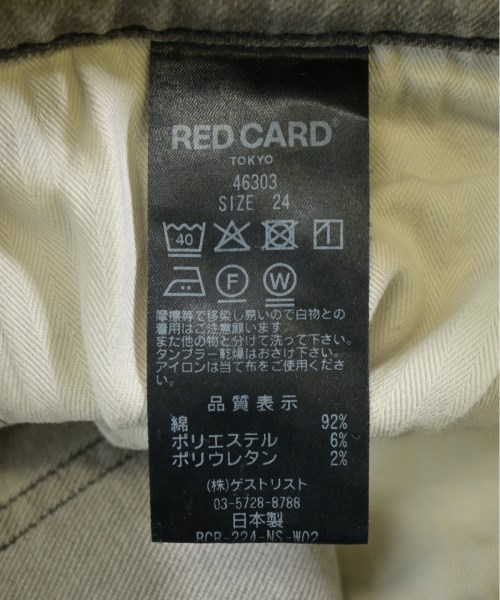 RED CARD
TOKYO
46303
SIZE 24
40
F W
摩擦等で移染し易いので白物との
着用はご注意願います。
また他の物と分けて洗って下さい。
タンブラー乾燥はおさけ下さい。
アイロンは当て布をご使用くださ
い。
品質表示
綿 92%
ポリエステル 6%
ポリウレタン 2%
(株)ゲストリスト
03-5728-8788
日本製
RCP-224-NS-W02